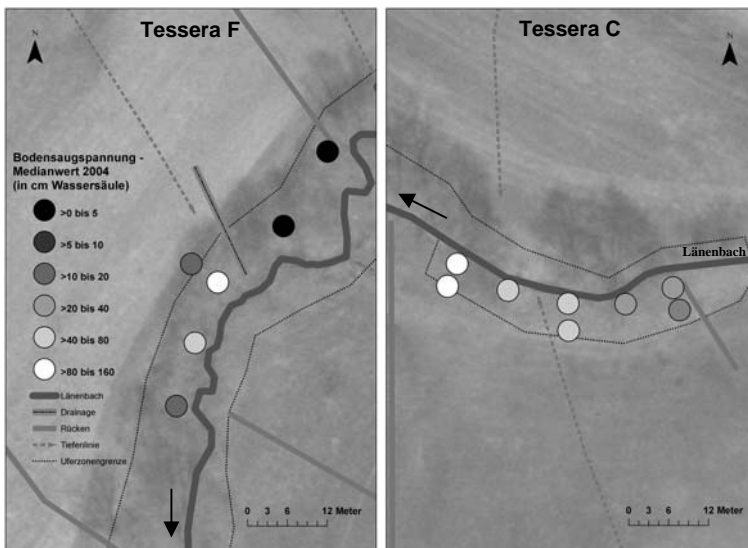 Tessera F
N
Bodensaugspannung -
Medianwert 2004
(in cm Wassersäule)
>0 bis 5
>5 bis 10
>10 bis 20
>20 bis 40
>40 bis 80
>80 bis 160
Länenbach
Drainage
Rücken
Tiefenlinie
Uferzonengrenze
0 3 6 12 Meter
Tessera C
N
Länenbach
0 3 6 12 Meter